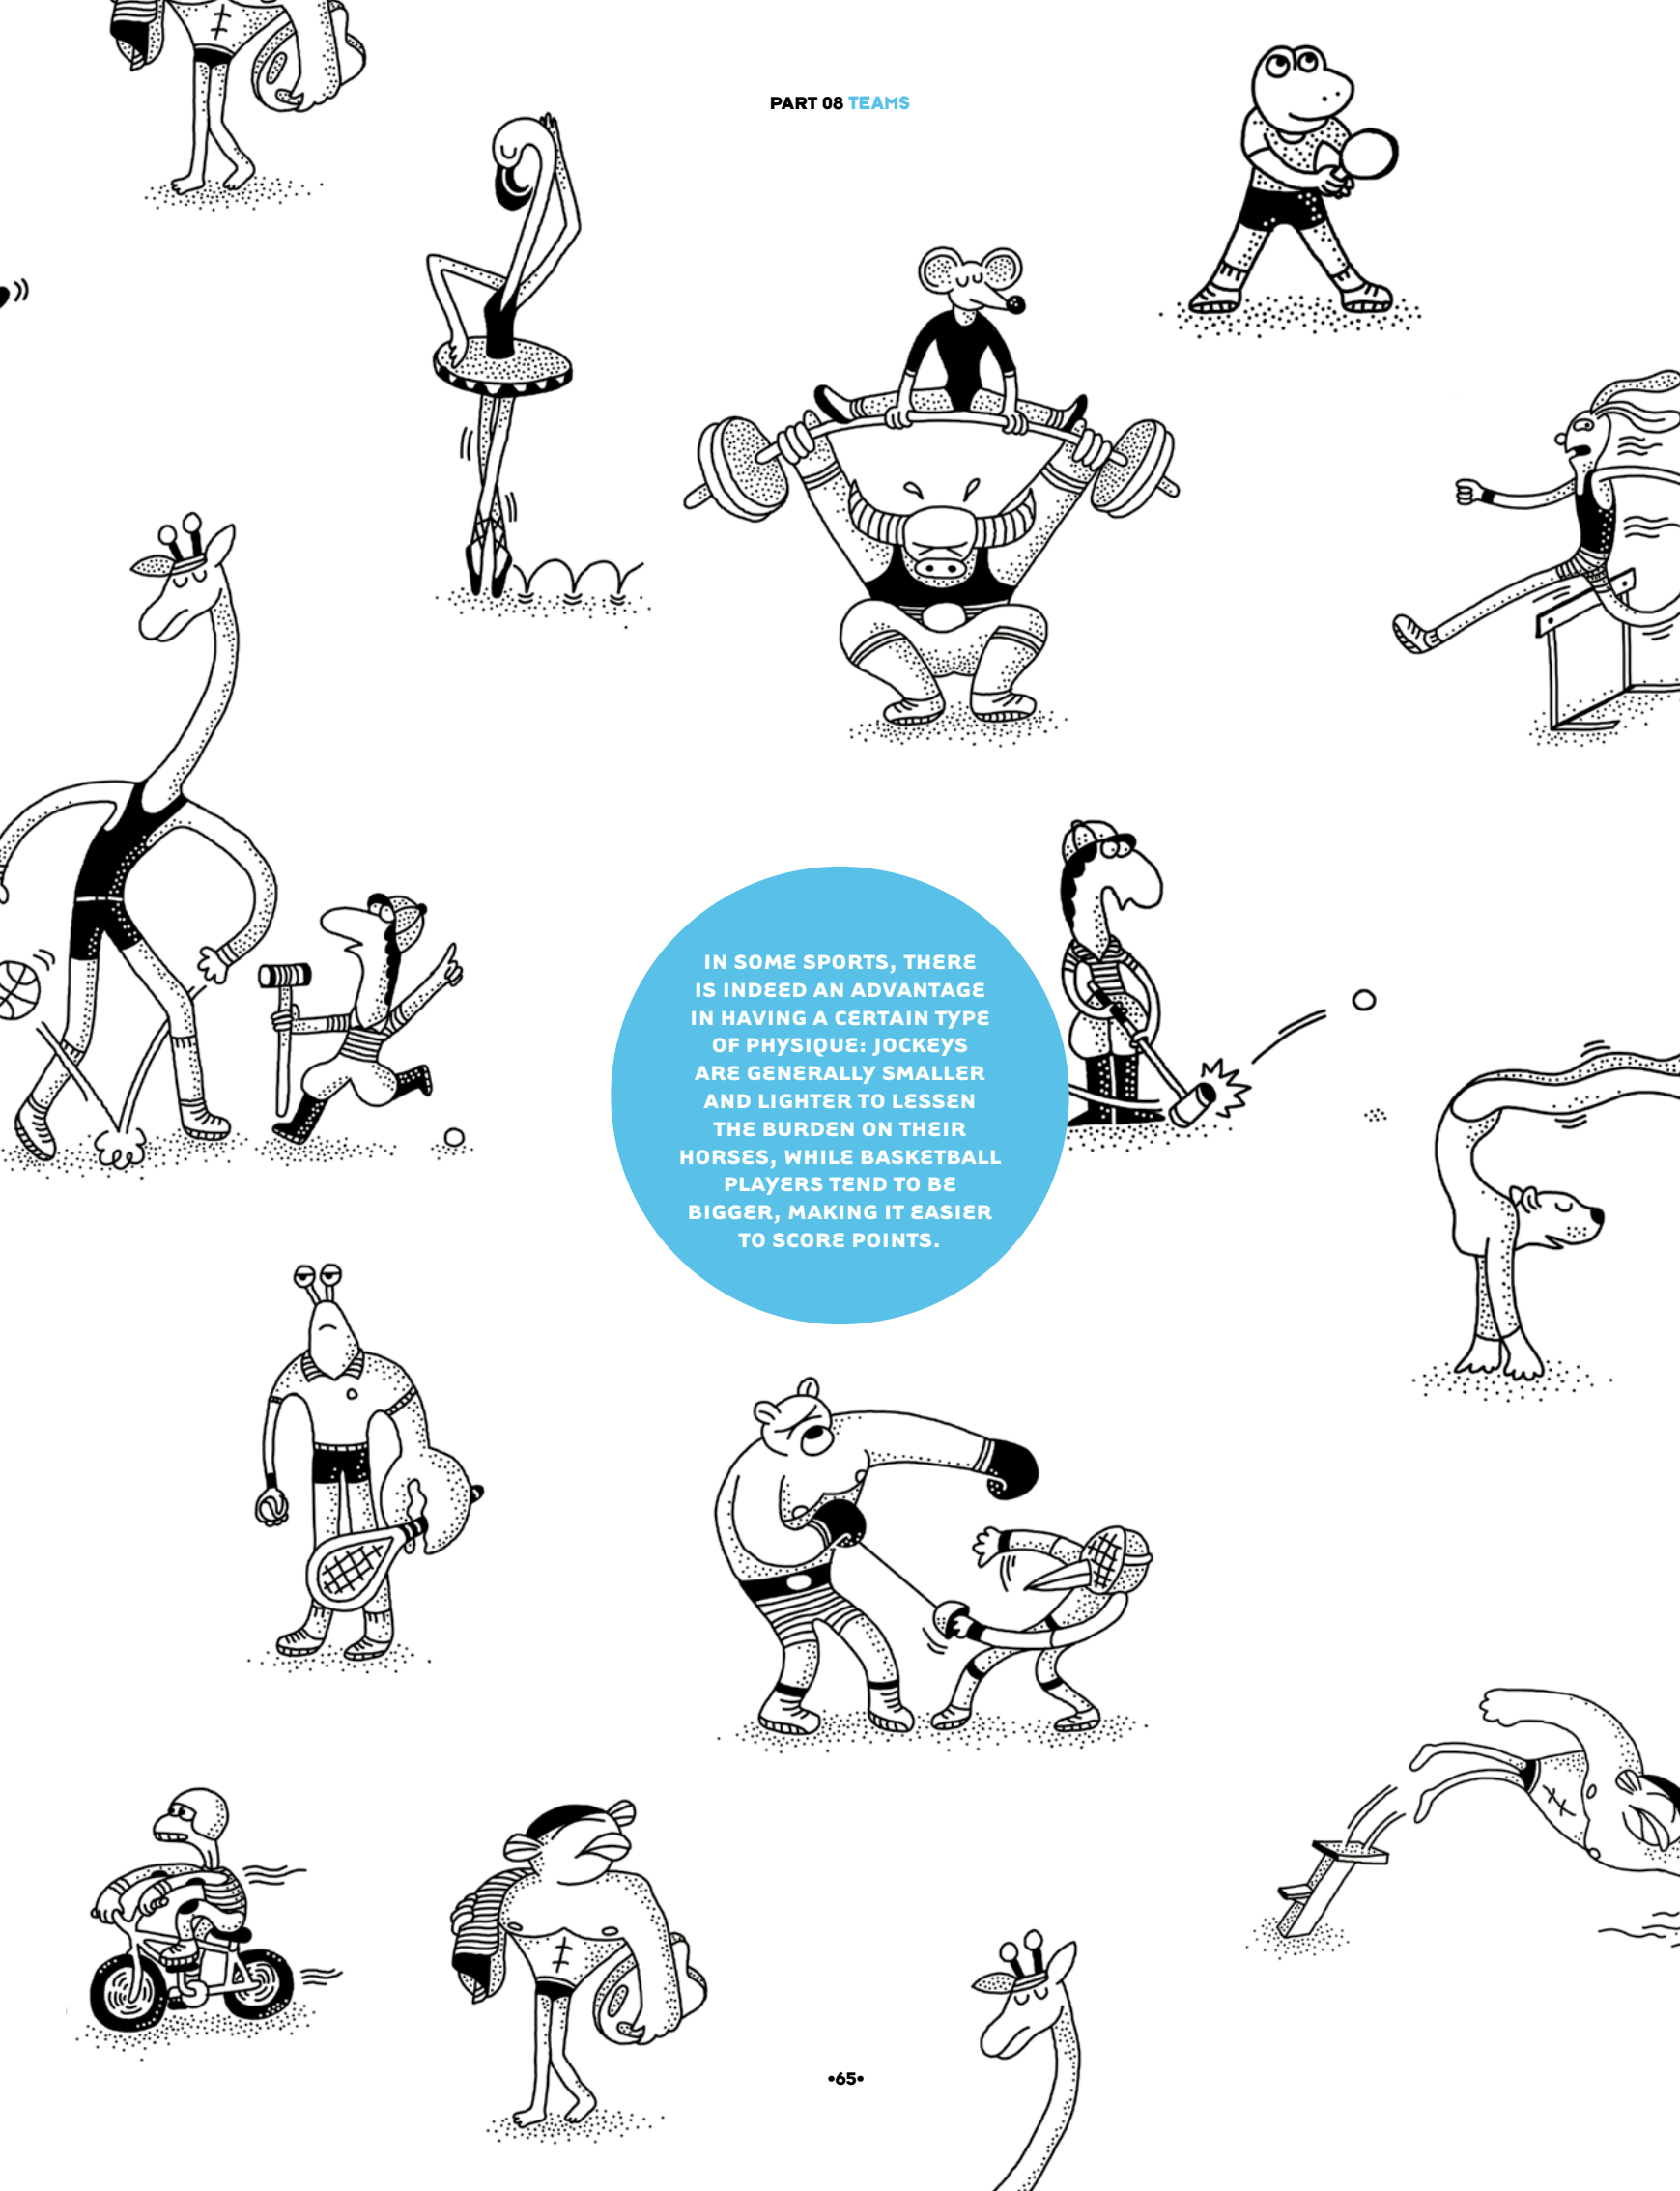 PART 08 TEAMS
IN SOME SPORTS, THERE
IS INDEED AN ADVANTAGE
IN HAVING A CERTAIN TYPE
OF PHYSIQUE: JOCKEYS
ARE GENERALLY SMALLER
AND LIGHTER TO LESSEN
THE BURDEN ON THEIR
HORSES, WHILE BASKETBALL
PLAYERS TEND TO BE
BIGGER, MAKING IT EASIER
TO SCORE POINTS.
•65•